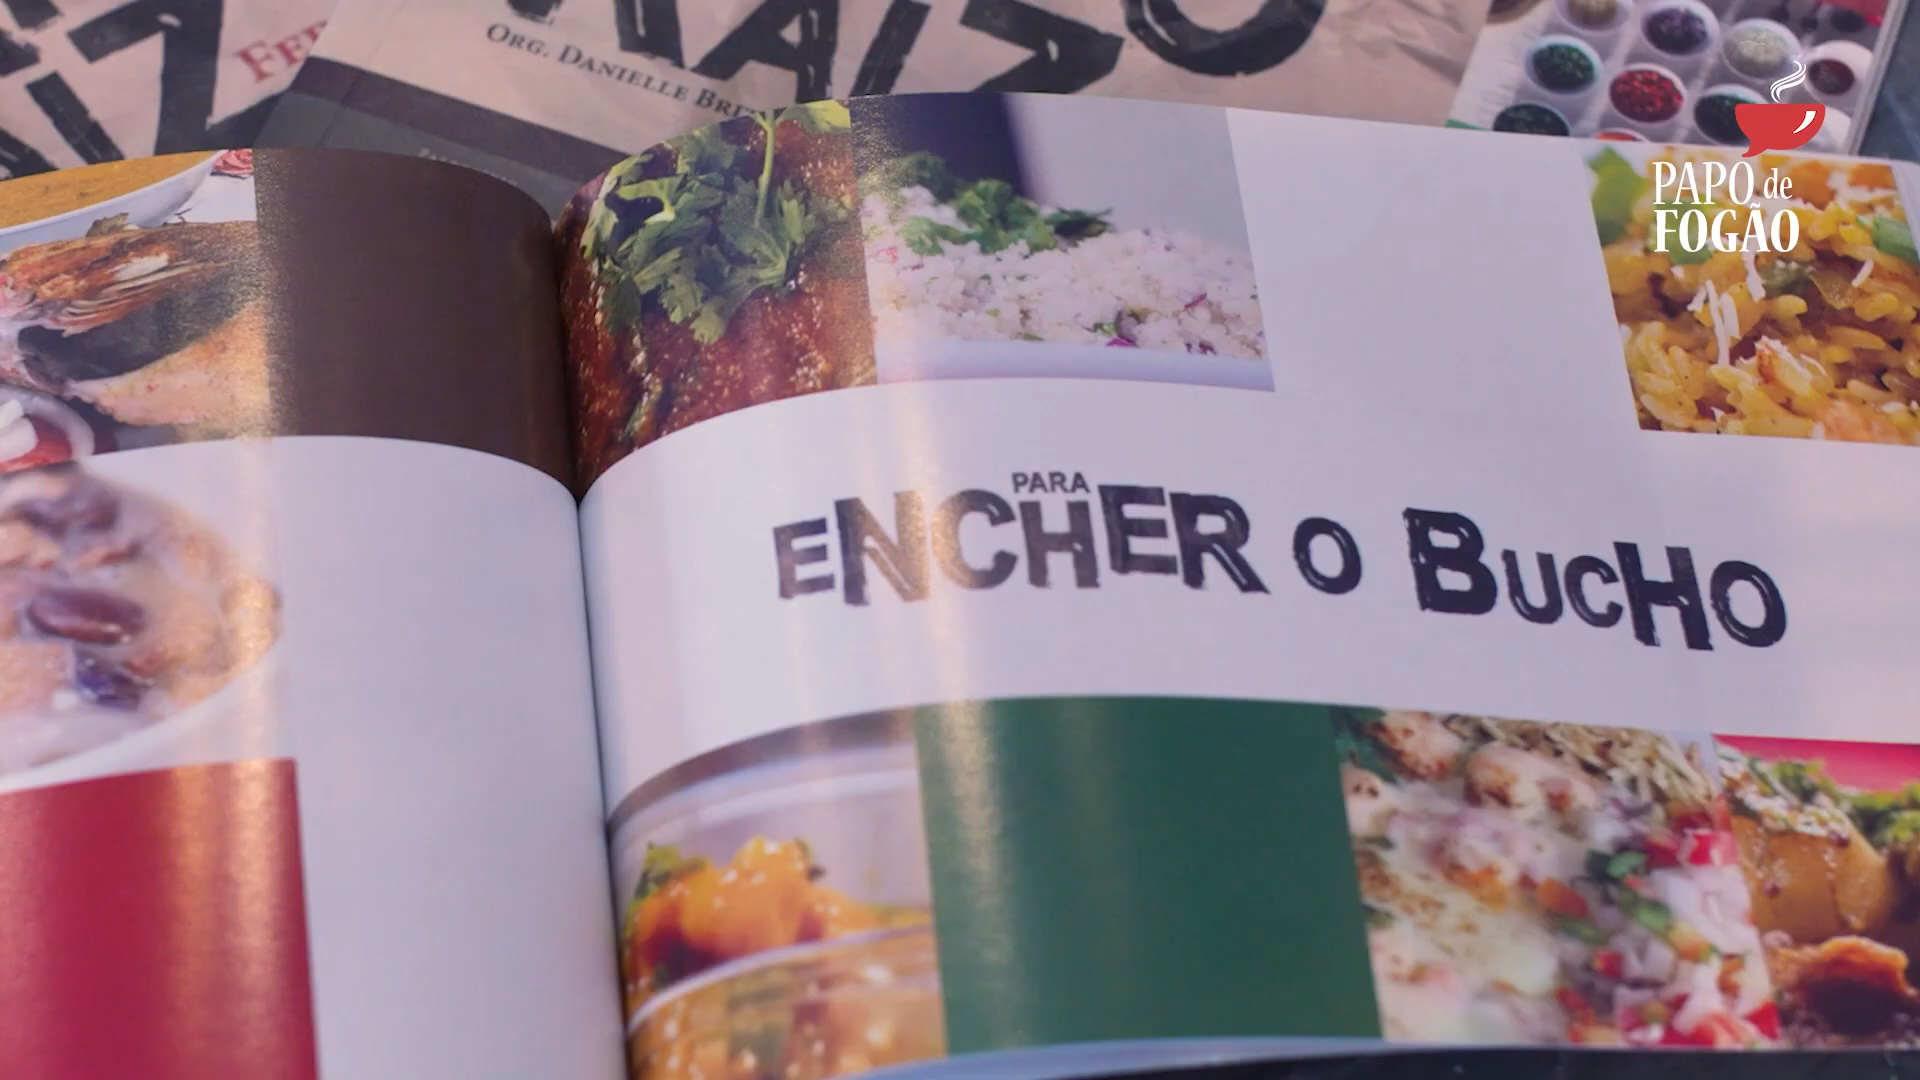 ORG. DANIELLE BRI
PAPO de
FOGÃO
PARA
ENCHER O BUCHO